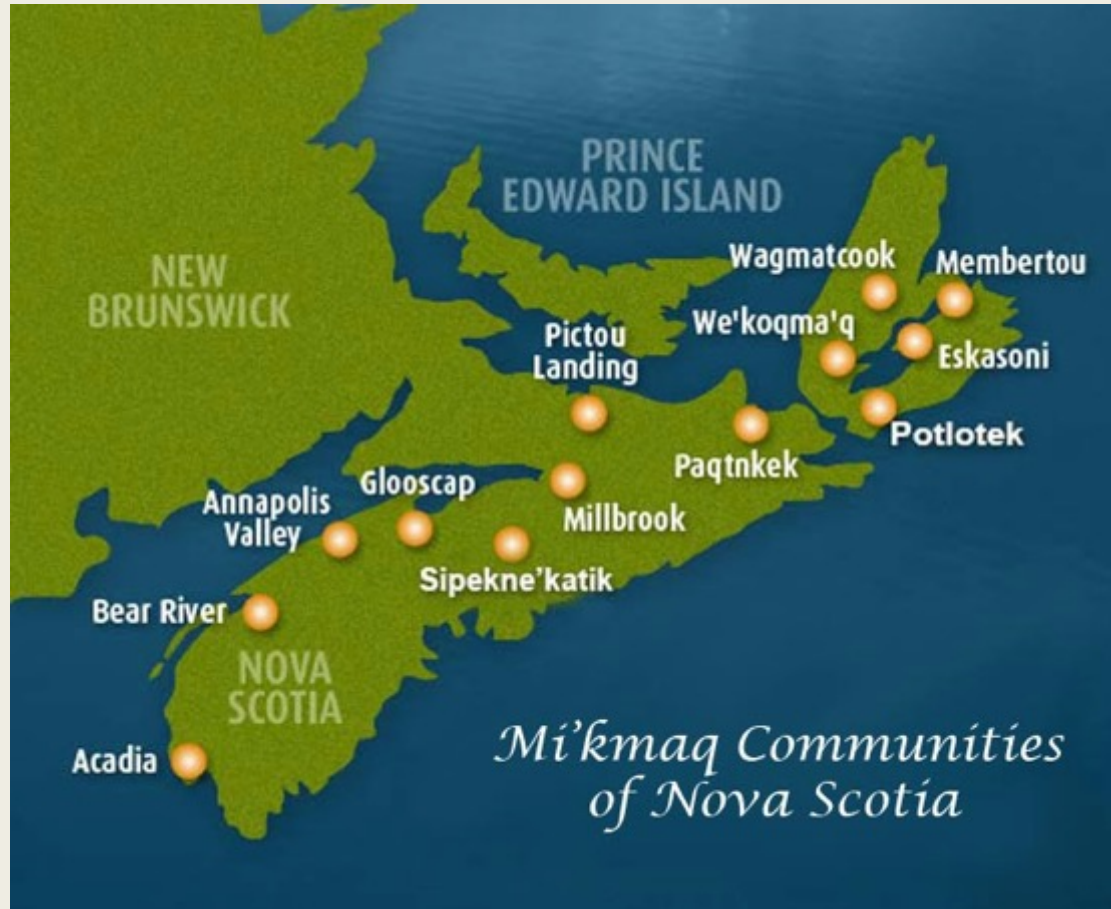 PRINCE
EDWARD ISLAND
NEW
BRUNSWICK
Wagmatcook
Membertou
We'koqma'q
Eskasoni
Pictou
Landing
Potlotek
Paqtnkek
Glooscap
Annapolis
Valley
Millbrook
Sipekne’katik
Bear River
NOVA
SCOTIA
Acadia
Mi’kmaq Communities
of Nova Scotia